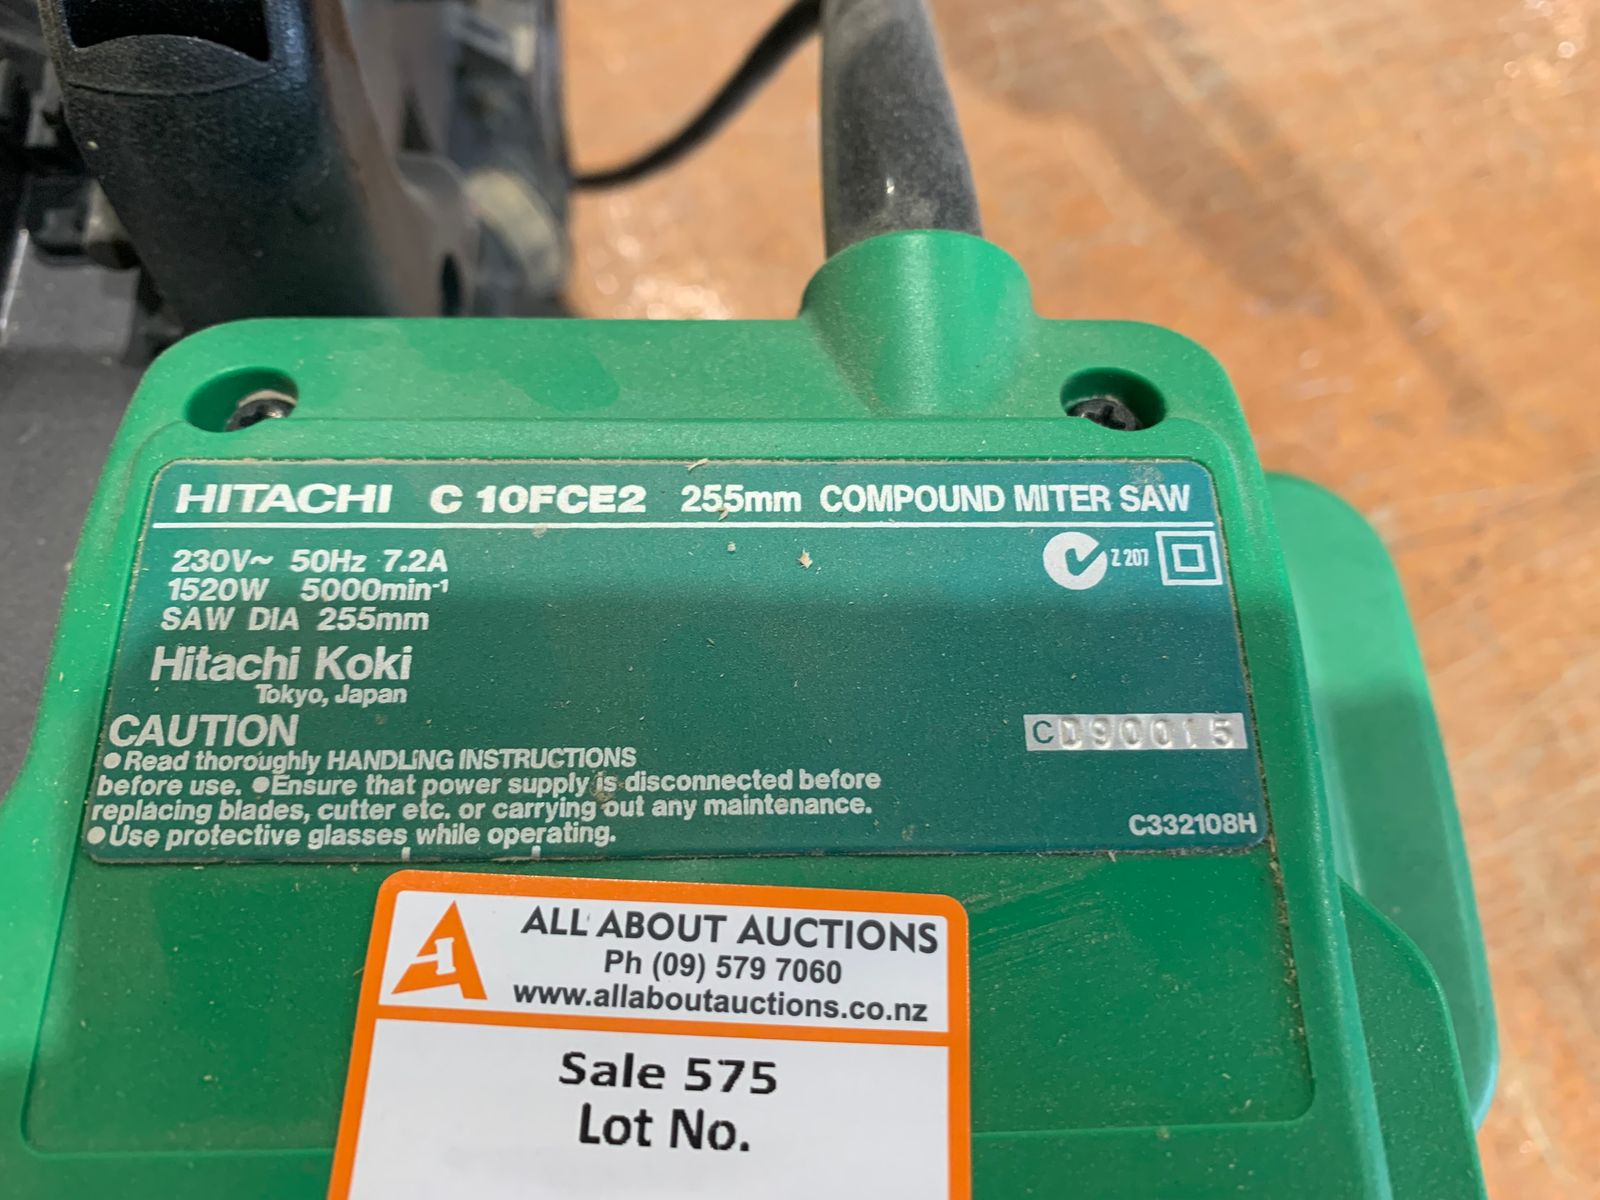 HITACHI C 10FCE2 255mm COMPOUND MITER SAW
230V~ 50Hz 7.2A
1520W 5000min⁻¹
SAW DIA 255mm
Z 207
Hitachi Koki
Tokyo, Japan
CAUTION
●Read thoroughly HANDLING INSTRUCTIONS
before use. ●Ensure that power supply is disconnected before
replacing blades, cutter etc. or carrying out any maintenance.
●Use protective glasses while operating.
CD90015
C332108H
ALL ABOUT AUCTIONS
Ph (09) 579 7060
www.allaboutauctions.co.nz
Sale 575
Lot No.